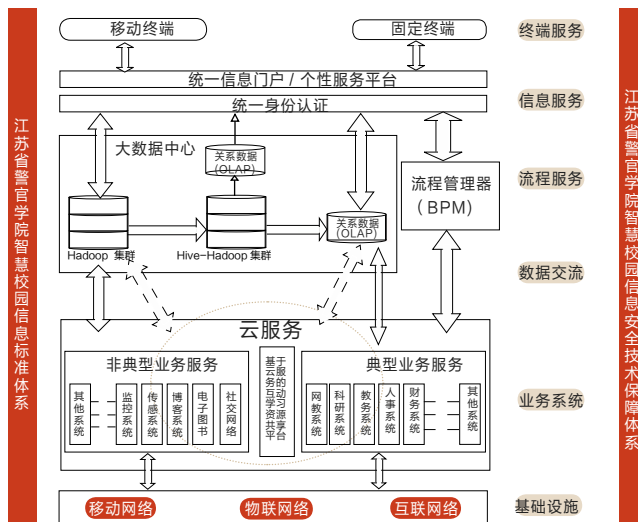 江苏省警官学院智慧校园信息标准体系
移动终端
固定终端
终端服务
统一信息门户 / 个性服务平台
统一身份认证
信息服务
大数据中心
关系数据
(OLAP)
流程管理器
( BPM )
流程服务
关系数据
(OLAP)
Hadoop 集群
Hive-Hadoop 集群
数据交流
云服务
非典型业务服务
其他系统
监控系统
传感系统
博客系统
电子图书
社交网络
基于
云服
务的
互动
学习
资源
共享
平台
典型业务服务
网教系统
科研系统
教务系统
人事系统
财务系统
其他系统
业务系统
移动网络
物联网络
互联网络
基础设施
江苏省警官学院智慧校园信息安全技术保障体系